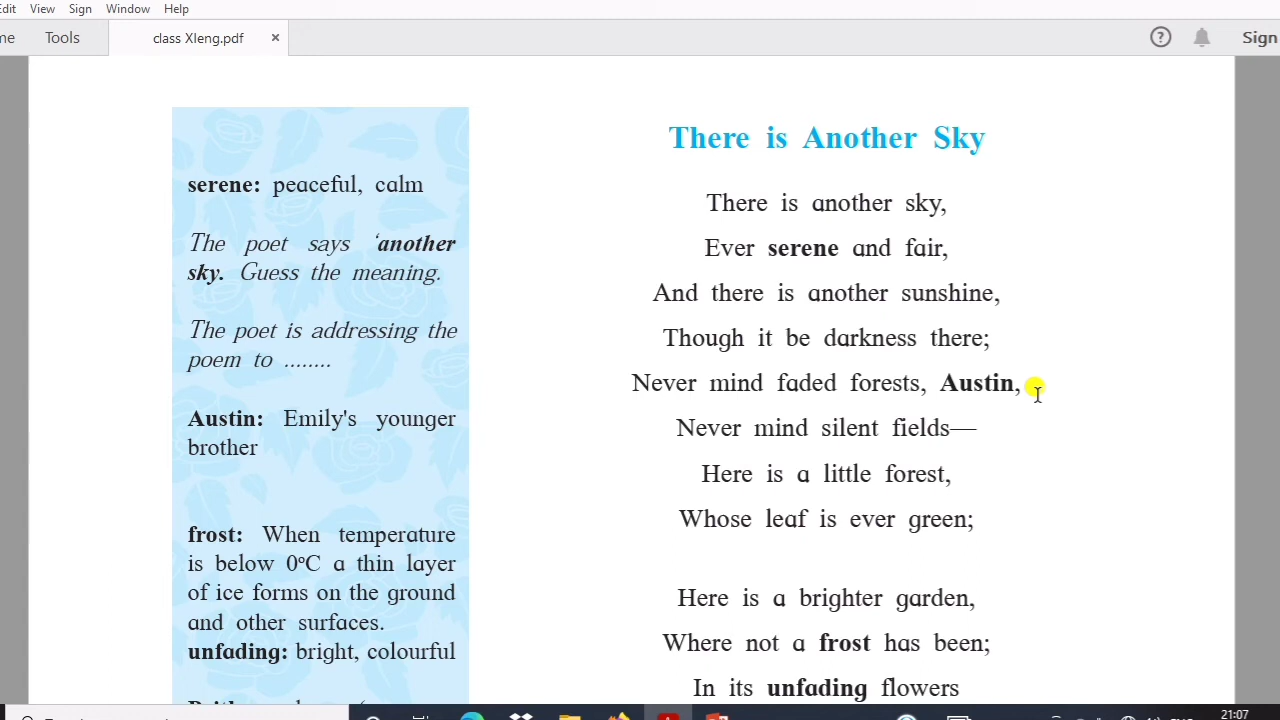 Edit View Sign Window Help
Tools class XIeng.pdf × ? Sign
serene: peaceful, calm
The poet says 'another
sky. Guess the meaning.
The poet is addressing the
poem to ........
Austin: Emily's younger
brother
frost: When temperature
is below 0°C a thin layer
of ice forms on the ground
and other surfaces.
unfading: bright, colourful
There is Another Sky
There is another sky,
Ever serene and fair,
And there is another sunshine,
Though it be darkness there;
Never mind faded forests, Austin,
Never mind silent fields—
Here is a little forest,
Whose leaf is ever green;
Here is a brighter garden,
Where not a frost has been;
In its unfading flowers
21:07